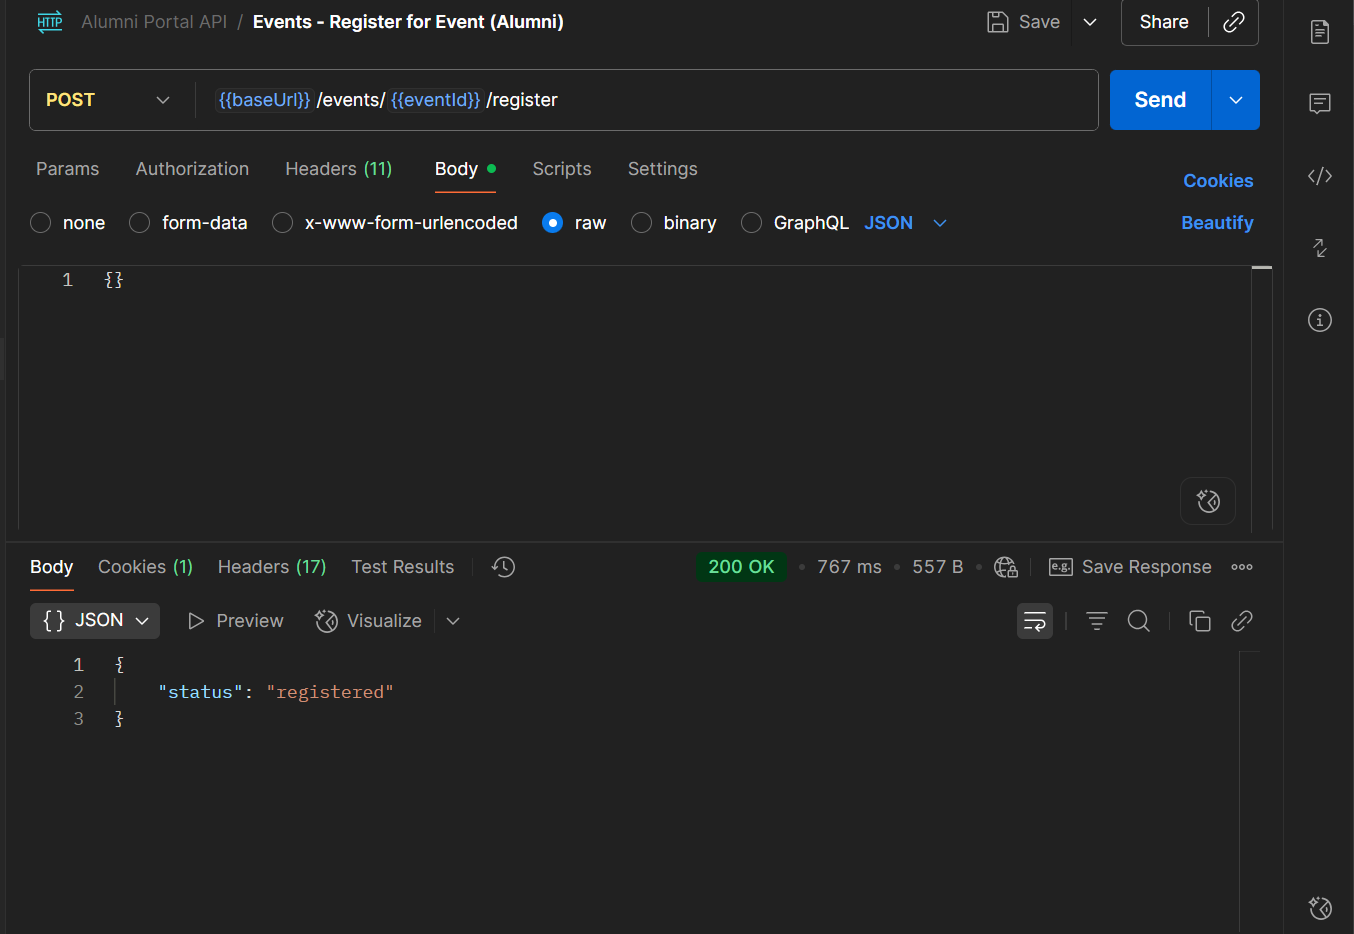 HTTP Alumni Portal API / Events - Register for Event (Alumni) Save Share
POST {{baseUrl}} /events/ {{eventId}} /register Send
Params Authorization Headers (11) Body Scripts Settings Cookies
none form-data x-www-form-urlencoded raw binary GraphQL JSON Beautify
1 {}
Body Cookies (1) Headers (17) Test Results 200 OK • 767 ms • 557 B • e.g. Save Response
{} JSON Preview Visualize
1 {
2 "status": "registered"
3 }